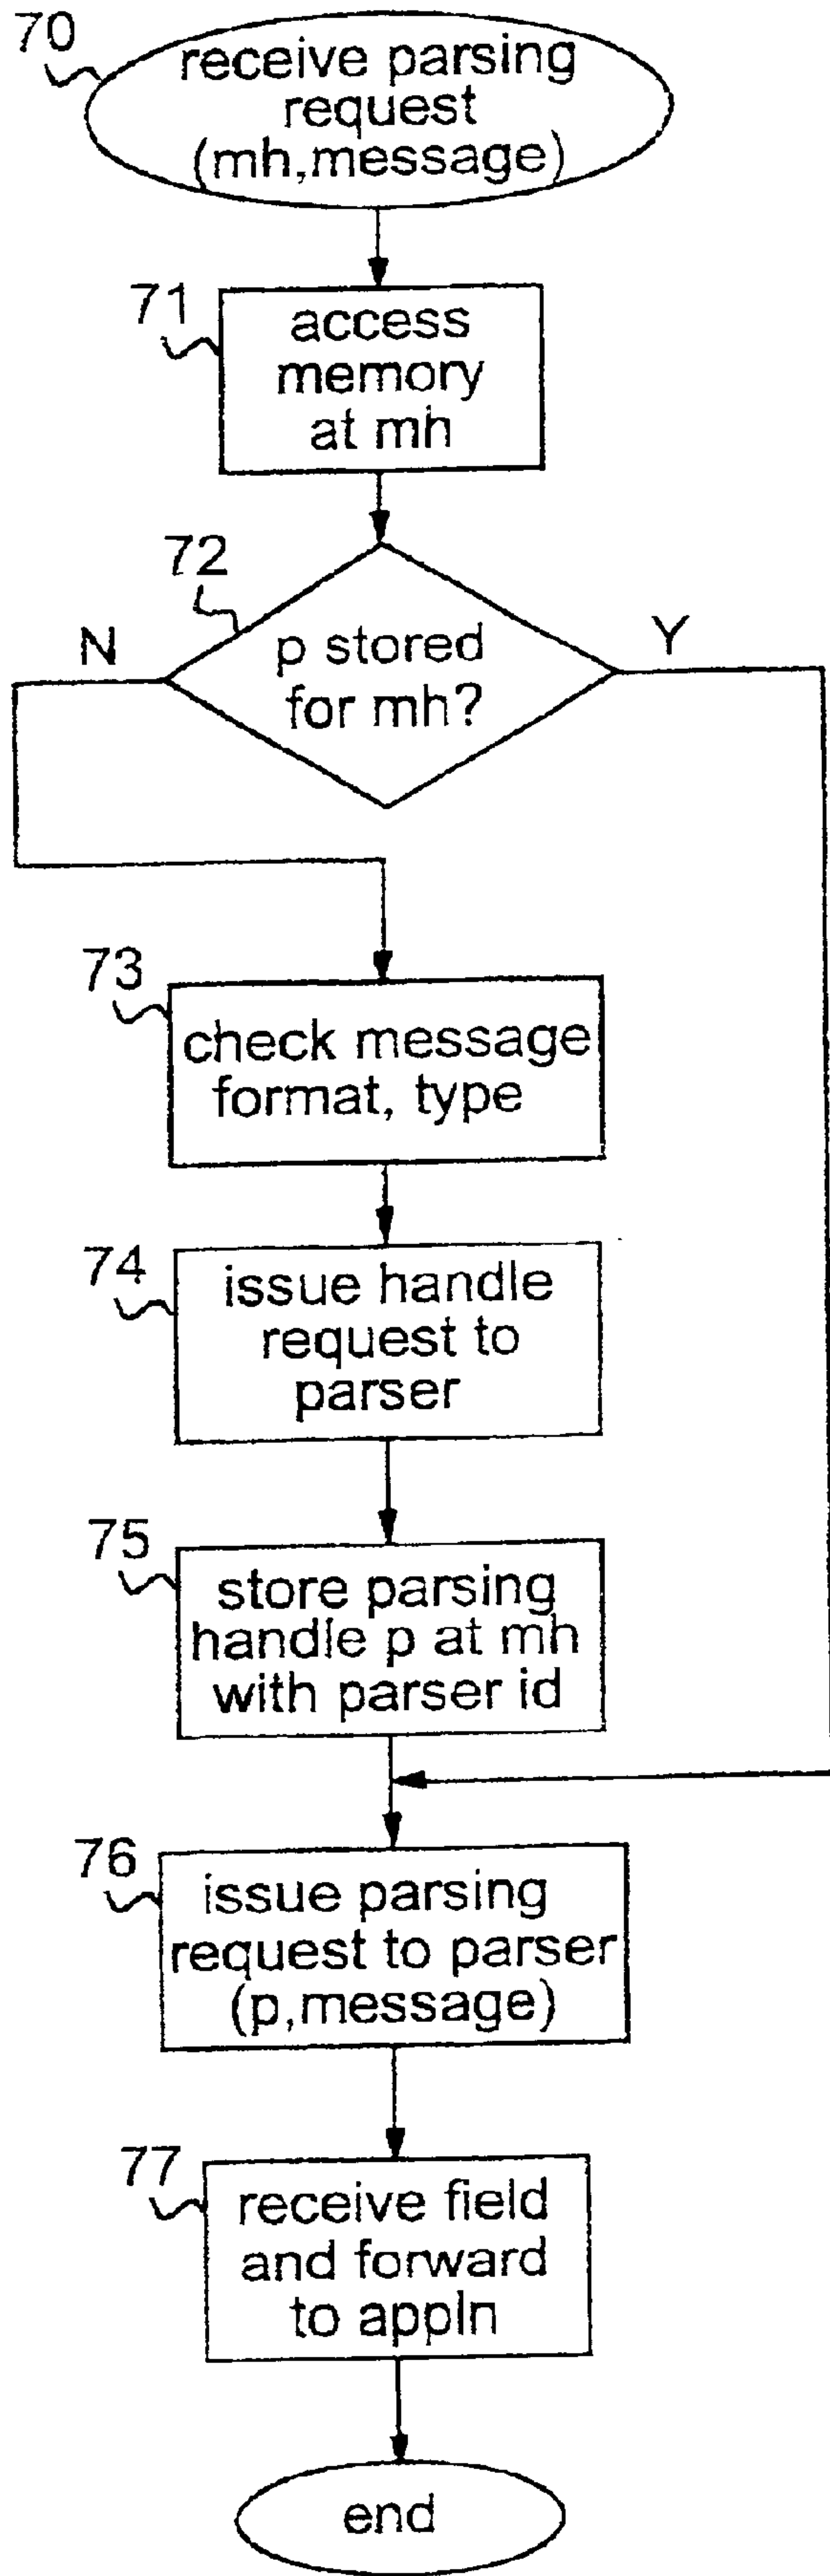 70
receive parsing
request
(mh,message)
71
access
memory
at mh
72
N
Y
p stored
for mh?
73
check message
format, type
74
issue handle
request to
parser
75
store parsing
handle p at mh
with parser id
76
issue parsing
request to parser
(p,message)
77
receive field
and forward
to appln
end